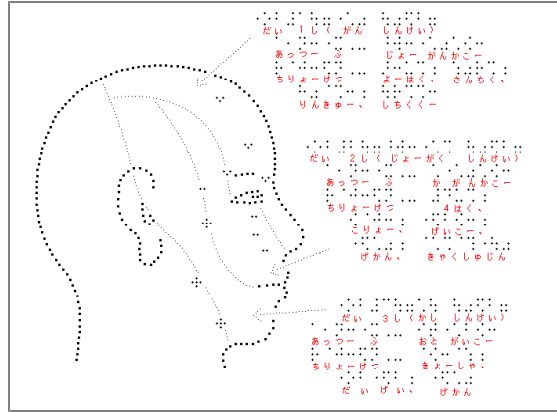 だい 1し( がん しんけい)
あっつー ぶ じょー がんかこー
ちりょーけつ よーはく、 さんちく、
りんきゅー、 しちくくー
だい 2し( じょーがく しんけい)
あっつー ぶ か がんかこー
ちりょーけつ 4はく、
こりょー、 げいこー、
げかん、 きゃくしゅじん
だい 3し (かし しんけい)
あっつー ぶ おと がいこー
ちりょーけつ きょーしゃ、
だ い げ い、 げかん